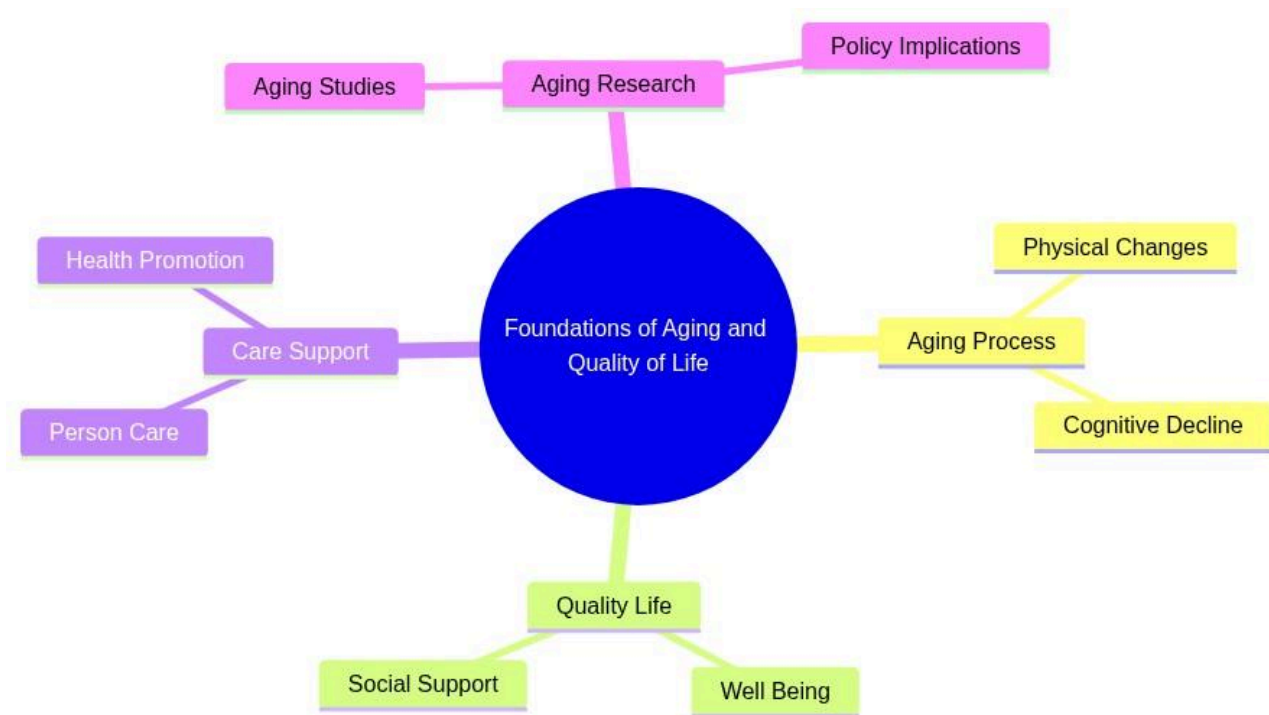 Policy Implications
Aging Studies
Aging Research
Health Promotion
Physical Changes
Foundations of Aging and
Quality of Life
Care Support
Aging Process
Person Care
Cognitive Decline
Quality Life
Social Support
Well Being